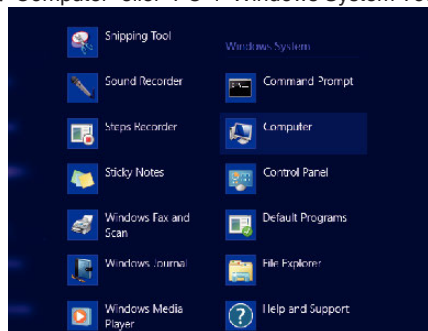 Snipping Tool
Sound Recorder
Steps Recorder
Sticky Notes
Windows Fax and
Scan
Windows Journal
Windows Media
Player
Windows System
Command Prompt
Computer
Control Panel
Default Programs
File Explorer
Help and Support